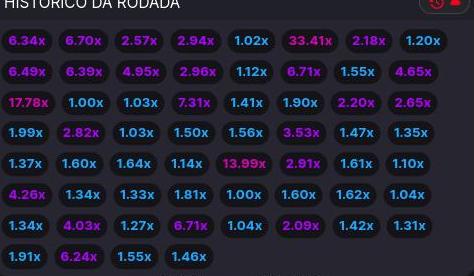 HISTÓRICO DA RODADA
6.34x 6.70x 2.57x 2.94x 1.02x 33.41x 2.18x 1.20x
6.49x 6.39x 4.95x 2.96x 1.12x 6.71x 1.55x 4.65x
17.78x 1.00x 1.03x 7.31x 1.41x 1.90x 2.20x 2.65x
1.99x 2.82x 1.03x 1.50x 1.56x 3.53x 1.47x 1.35x
1.37x 1.60x 1.64x 1.14x 13.99x 2.91x 1.61x 1.10x
4.26x 1.34x 1.33x 1.81x 1.00x 1.60x 1.62x 1.04x
1.34x 4.03x 1.27x 6.71x 1.04x 2.09x 1.42x 1.31x
1.91x 6.24x 1.55x 1.46x